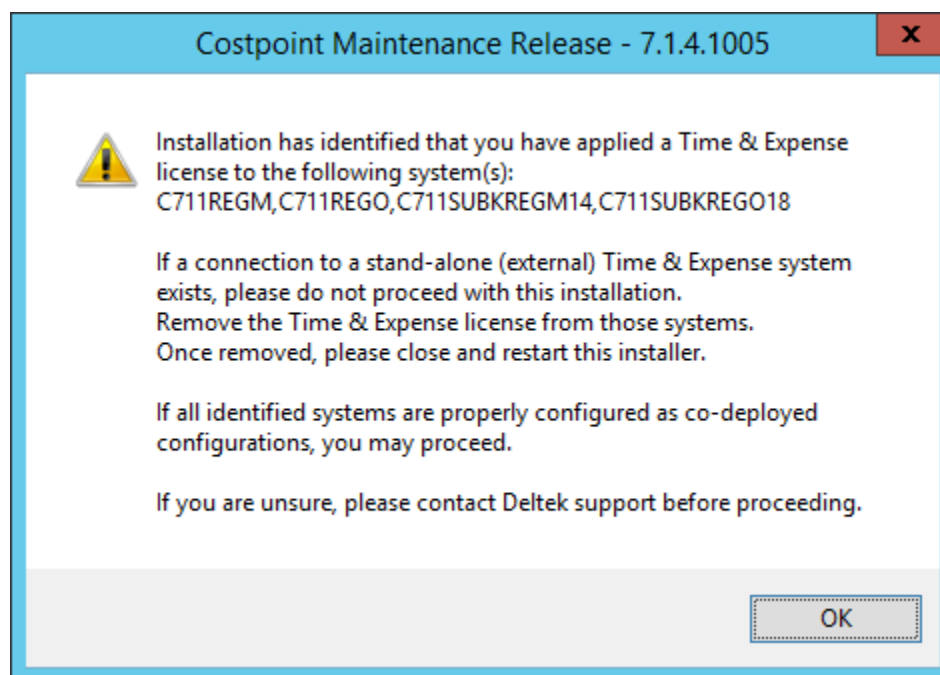 Costpoint Maintenance Release - 7.1.4.1005
x
Installation has identified that you have applied a Time & Expense
license to the following system(s):
C711REGM,C711REGO,C711SUBKREGM14,C711SUBKREGO18
If a connection to a stand-alone (external) Time & Expense system
exists, please do not proceed with this installation.
Remove the Time & Expense license from those systems.
Once removed, please close and restart this installer.
If all identified systems are properly configured as co-deployed
configurations, you may proceed.
If you are unsure, please contact Deltek support before proceeding.
OK